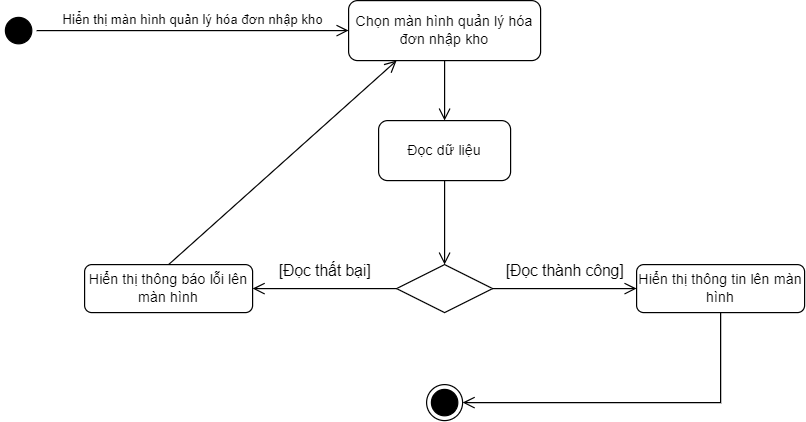 Hiển thị màn hình quản lý hóa đơn nhập kho
Chọn màn hình quản lý hóa
đơn nhập kho
Đọc dữ liệu
[Đọc thất bại]
[Đọc thành công]
Hiển thị thông báo lỗi lên
màn hình
Hiển thị thông tin lên màn
hình